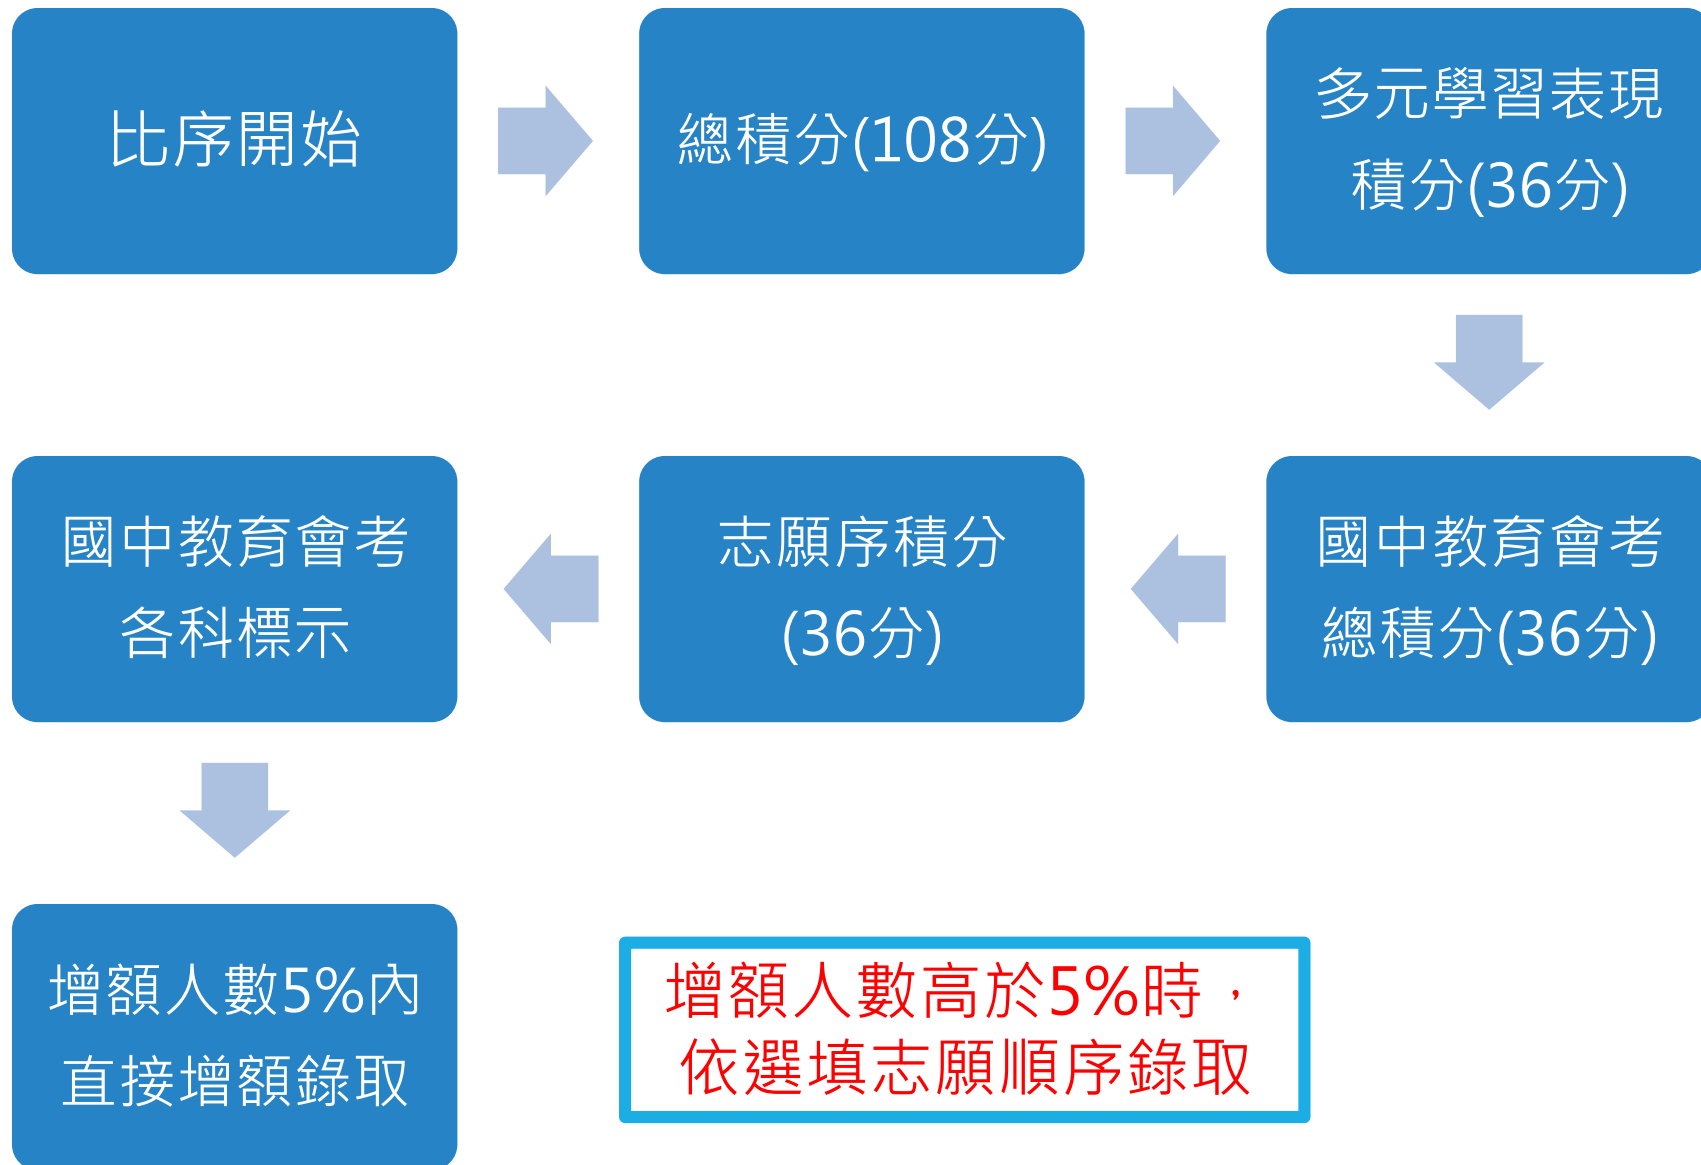 比序開始
總積分(108分)
多元學習表現
積分(36分)
國中教育會考
總積分(36分)
志願序積分
(36分)
國中教育會考
各科標示
增額人數5%內
直接增額錄取
增額人數高於5%時，
依選填志願順序錄取